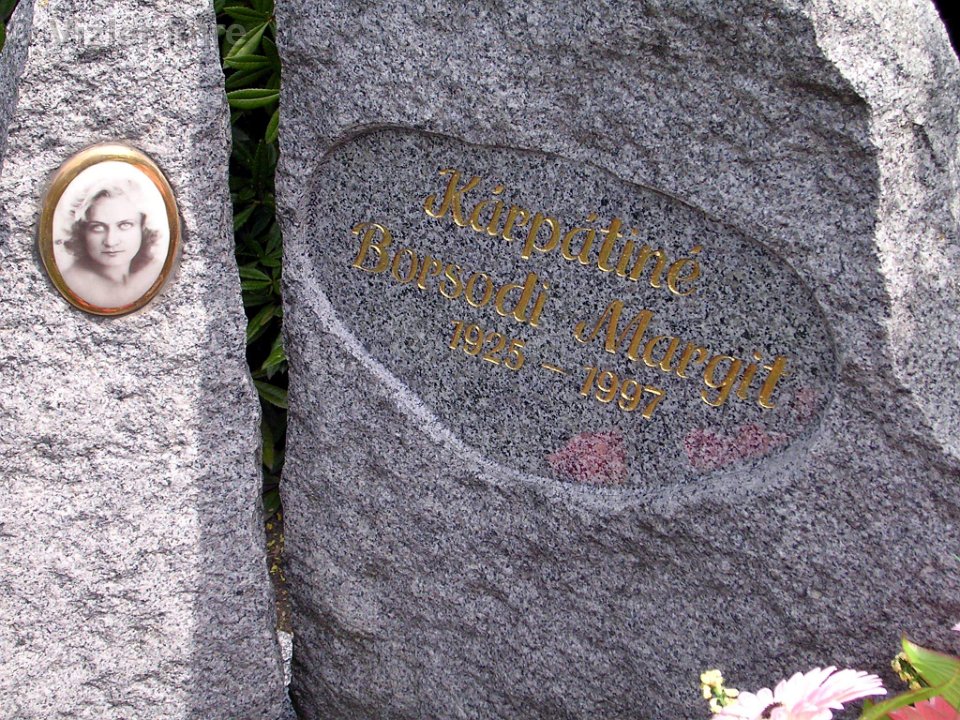 Kárpátiné
Borsodi Margit
1925 – 1997